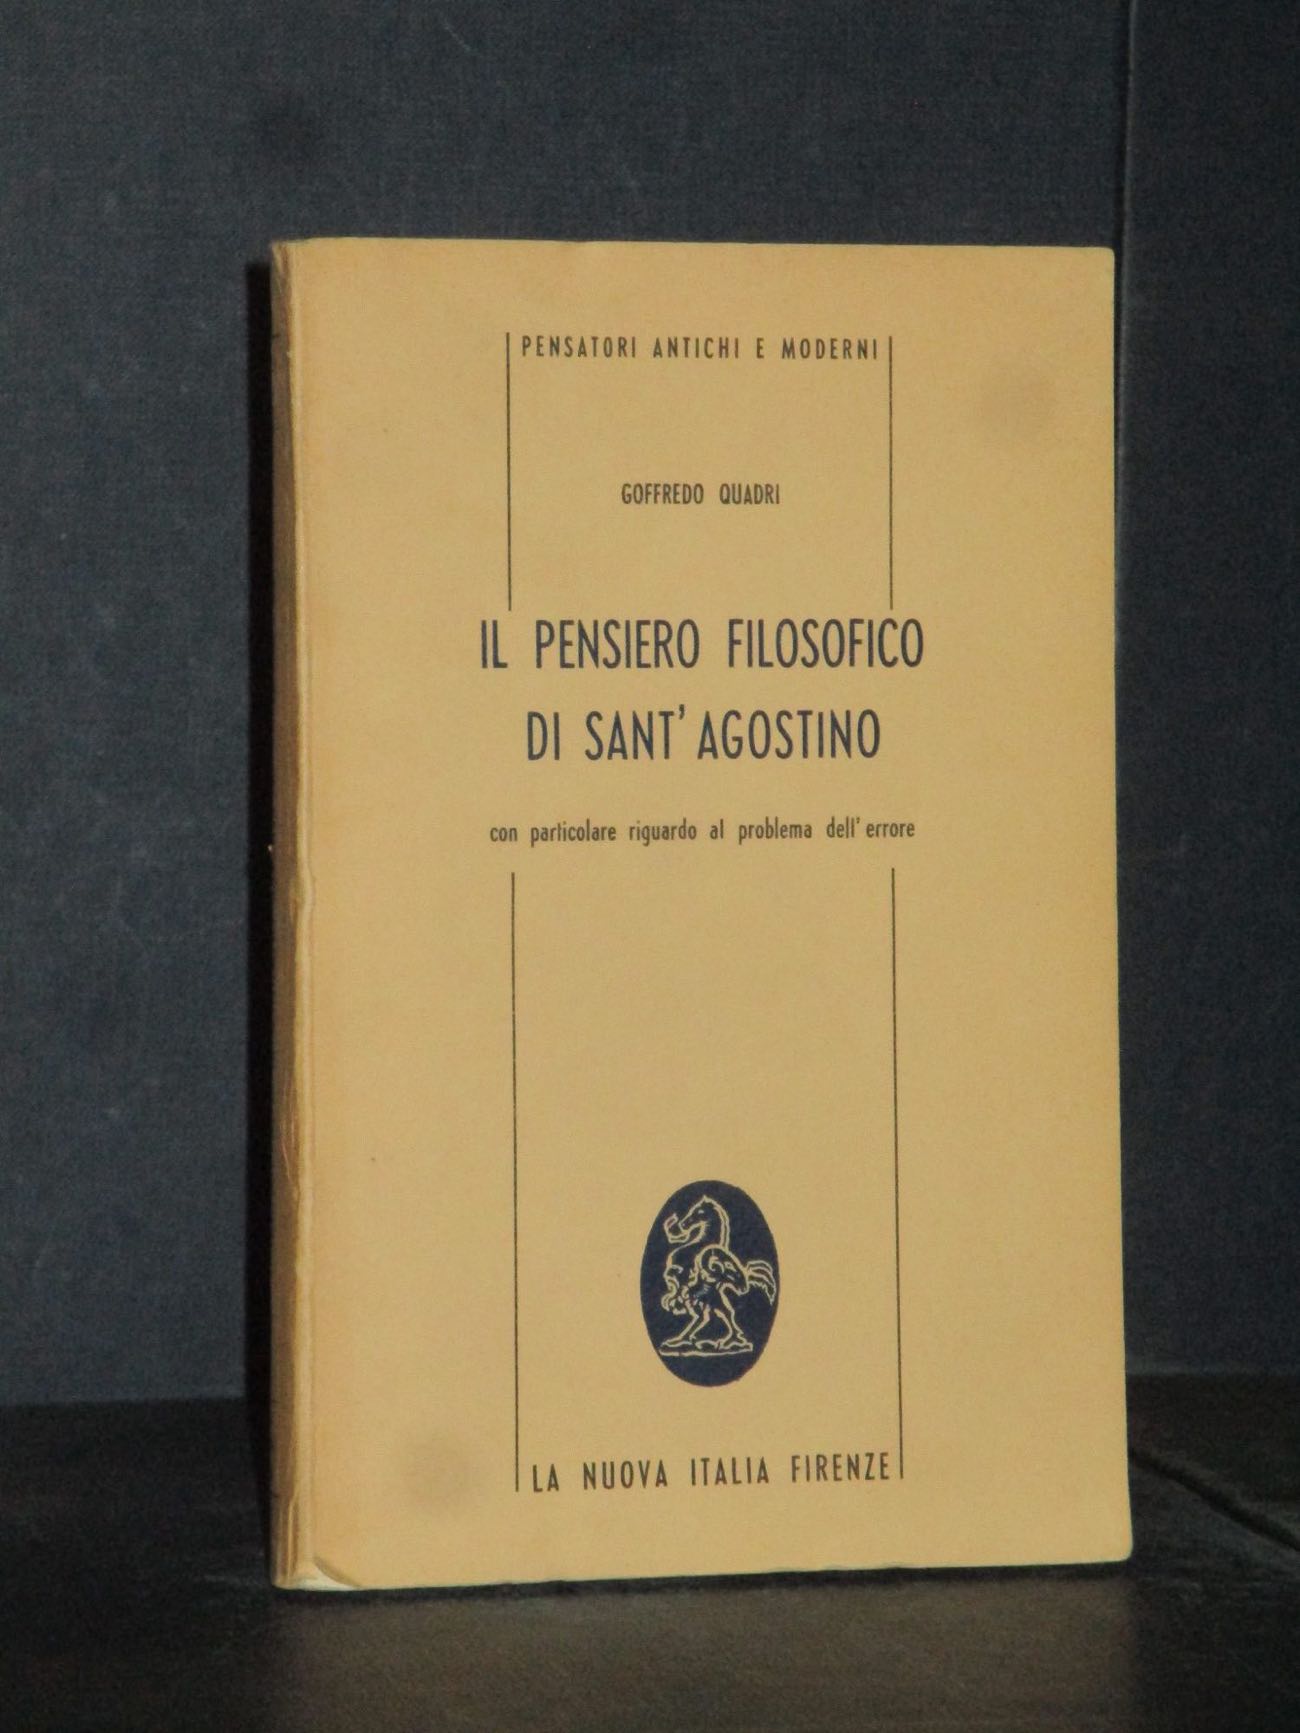 PENSATORI ANTICHI E MODERNI
GOFFREDO QUADRI
IL PENSIERO FILOSOFICO
DI SANT'AGOSTINO
con particolare riguardo al problema dell'errore
LA NUOVA ITALIA FIRENZE